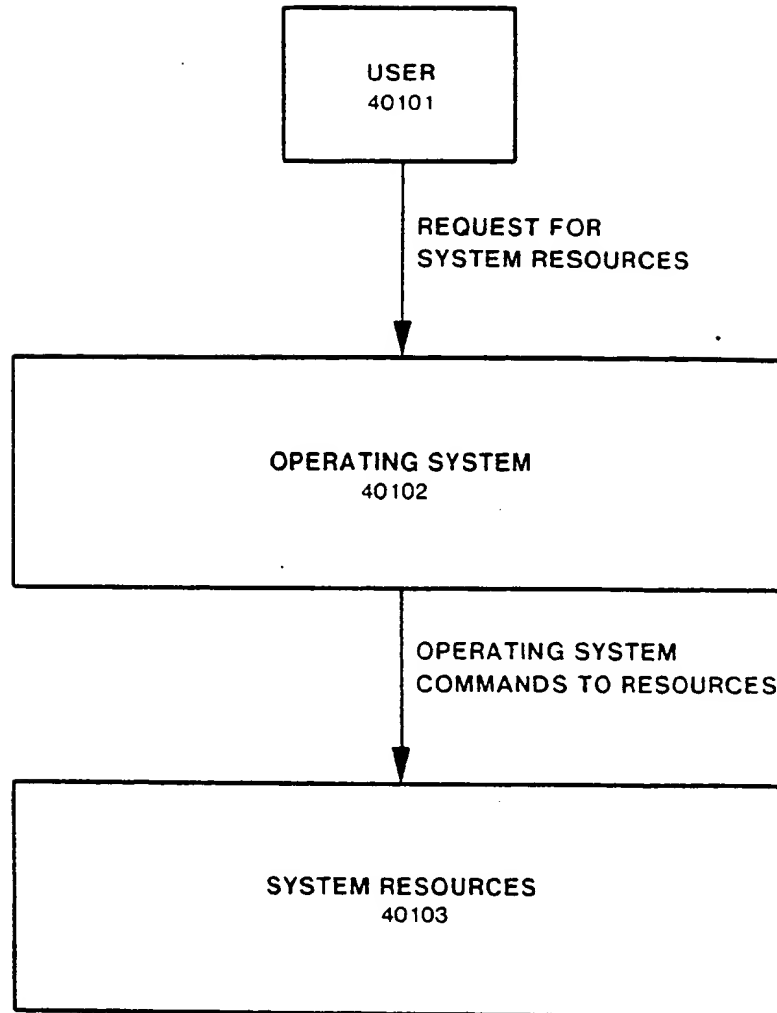 USER
40101
REQUEST FOR
SYSTEM RESOURCES
OPERATING SYSTEM
40102
OPERATING SYSTEM
COMMANDS TO RESOURCES
SYSTEM RESOURCES
40103